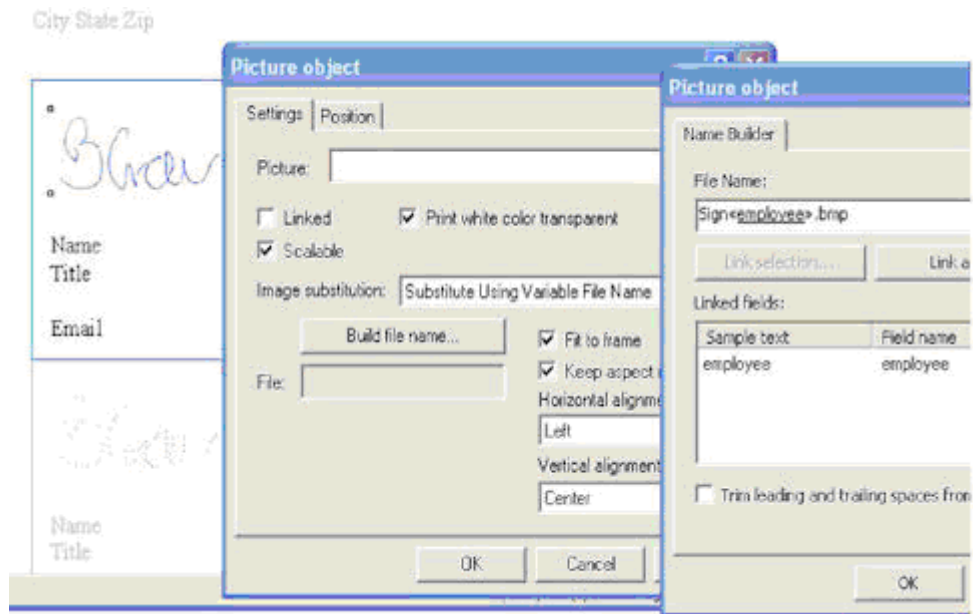 City State Zip
Name
Title
Email
Name
Title
Picture object
Settings
Position
Picture:
Linked
Print white color transparent
Scalable
Image substitution:
Substitute Using Variable File Name
Build file name...
File:
Fit to frame
Keep aspect
Horizontal alignme
Left
Vertical alignment
Center
OK
Cancel
Picture object
Name Builder
File Name:
Sign«employee».bmp
Link selection....
Link a
Linked fields:
Sample text Field name
employee employee
Trim leading and trailing spaces from
OK